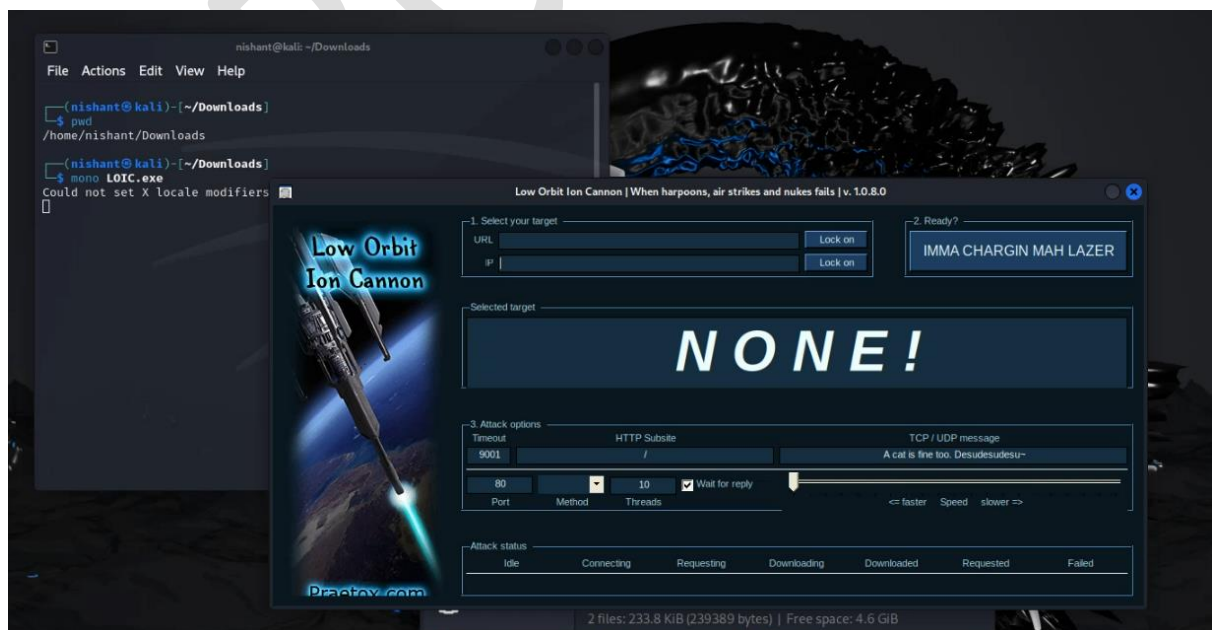 nishant@kali: ~/Downloads
File Actions Edit View Help
(nishant㉿kali)-[~/Downloads]
$ pwd
/home/nishant/Downloads
(nishant㉿kali)-[~/Downloads]
$ mono LOIC.exe
Could not set X locale modifiers
Low Orbit Ion Cannon | When harpoons, air strikes and nukes fails | v. 1.0.8.0
Low Orbit
Ion Cannon
Praetox.com
1. Select your target
URL Lock on
IP Lock on
2. Ready?
IMMA CHARGIN MAH LAZER
Selected target
NONE!
3. Attack options
Timeout HTTP Subsite TCP / UDP message
9001 / A cat is fine too. Desudesudesu~
80 10 Wait for reply
Port Method Threads <= faster Speed slower =>
Attack status
Idle Connecting Requesting Downloading Downloaded Requested Failed
2 files: 233.8 KiB (239389 bytes) | Free space: 4.6 GiB